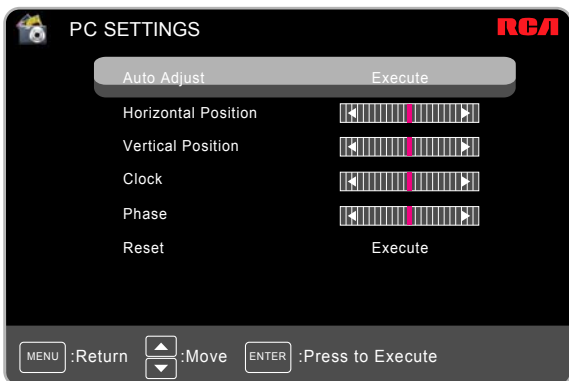 PC SETTINGS RCA
Auto Adjust Execute
Horizontal Position
Vertical Position
Clock
Phase
Reset Execute
MENU :Return :Move ENTER :Press to Execute